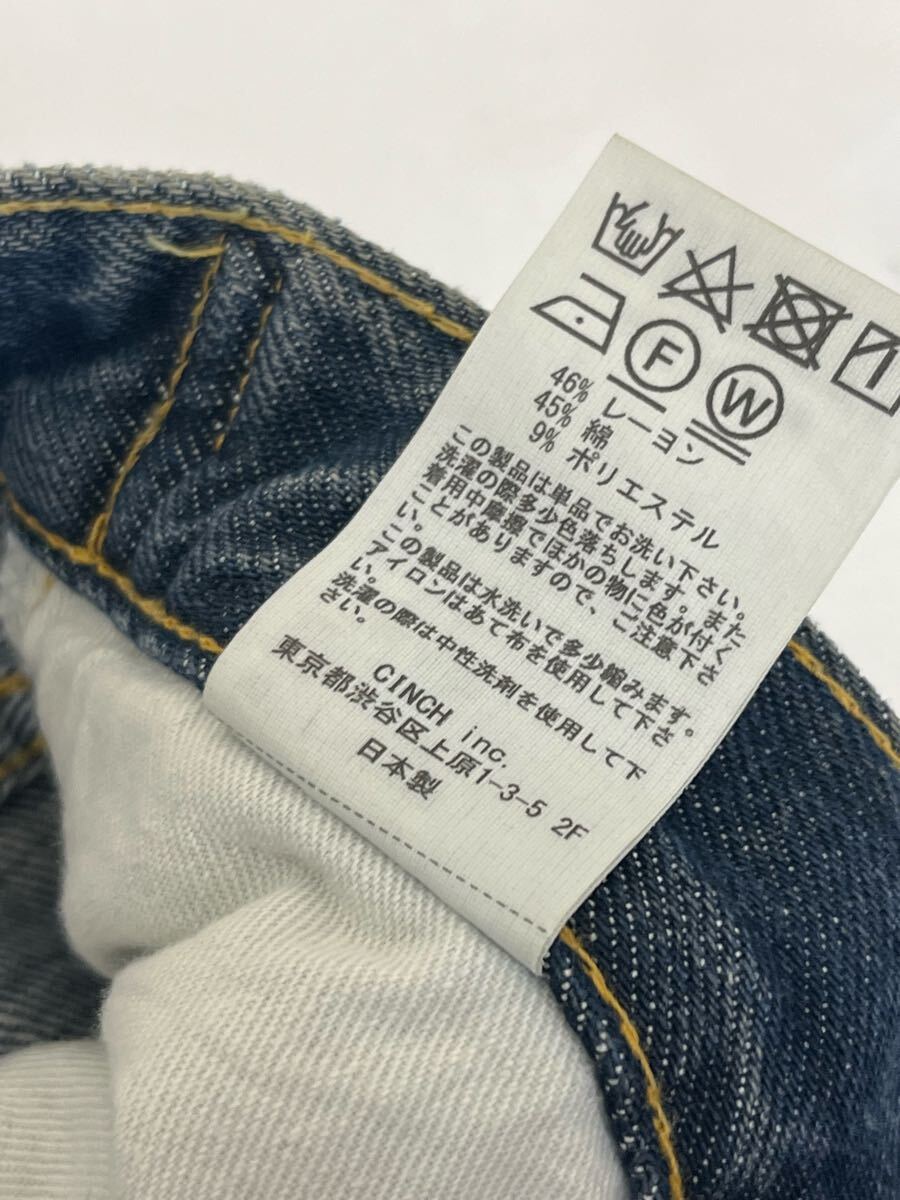 F
W
46% レーヨン
45% 綿
9% ポリエステル
この製品は単品でお洗い下さい。
洗濯の際多少色落ちします。また
着用中摩擦でほかの物に色が付く
ことがありますので、ご注意下さ
い。
この製品は水洗いで多少縮みます。
アイロンはあて布を使用して下さ
い。
洗濯の際は中性洗剤を使用して下
さい。
CINCH inc.
東京都渋谷区上原1-3-5 2F
日本製